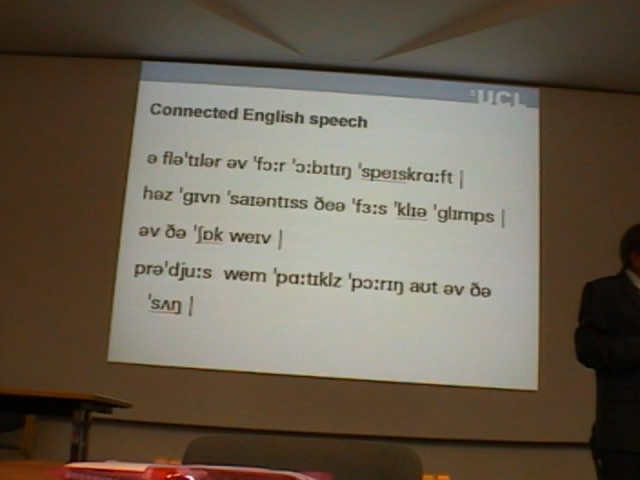 UCL
Connected English speech
ə flə'tɪlər əv 'fɔːr 'ɔːbɪtɪŋ 'speɪskrɑːft |
həz 'gɪvn 'saɪəntɪss ðeə 'fɜːs 'klɪə 'glɪmps |
əv ðə 'ʃɒk weɪv |
prə'djuːs wem 'pɑːtɪklz 'pɔːrɪŋ aʊt əv ðə
'sʌŋ |